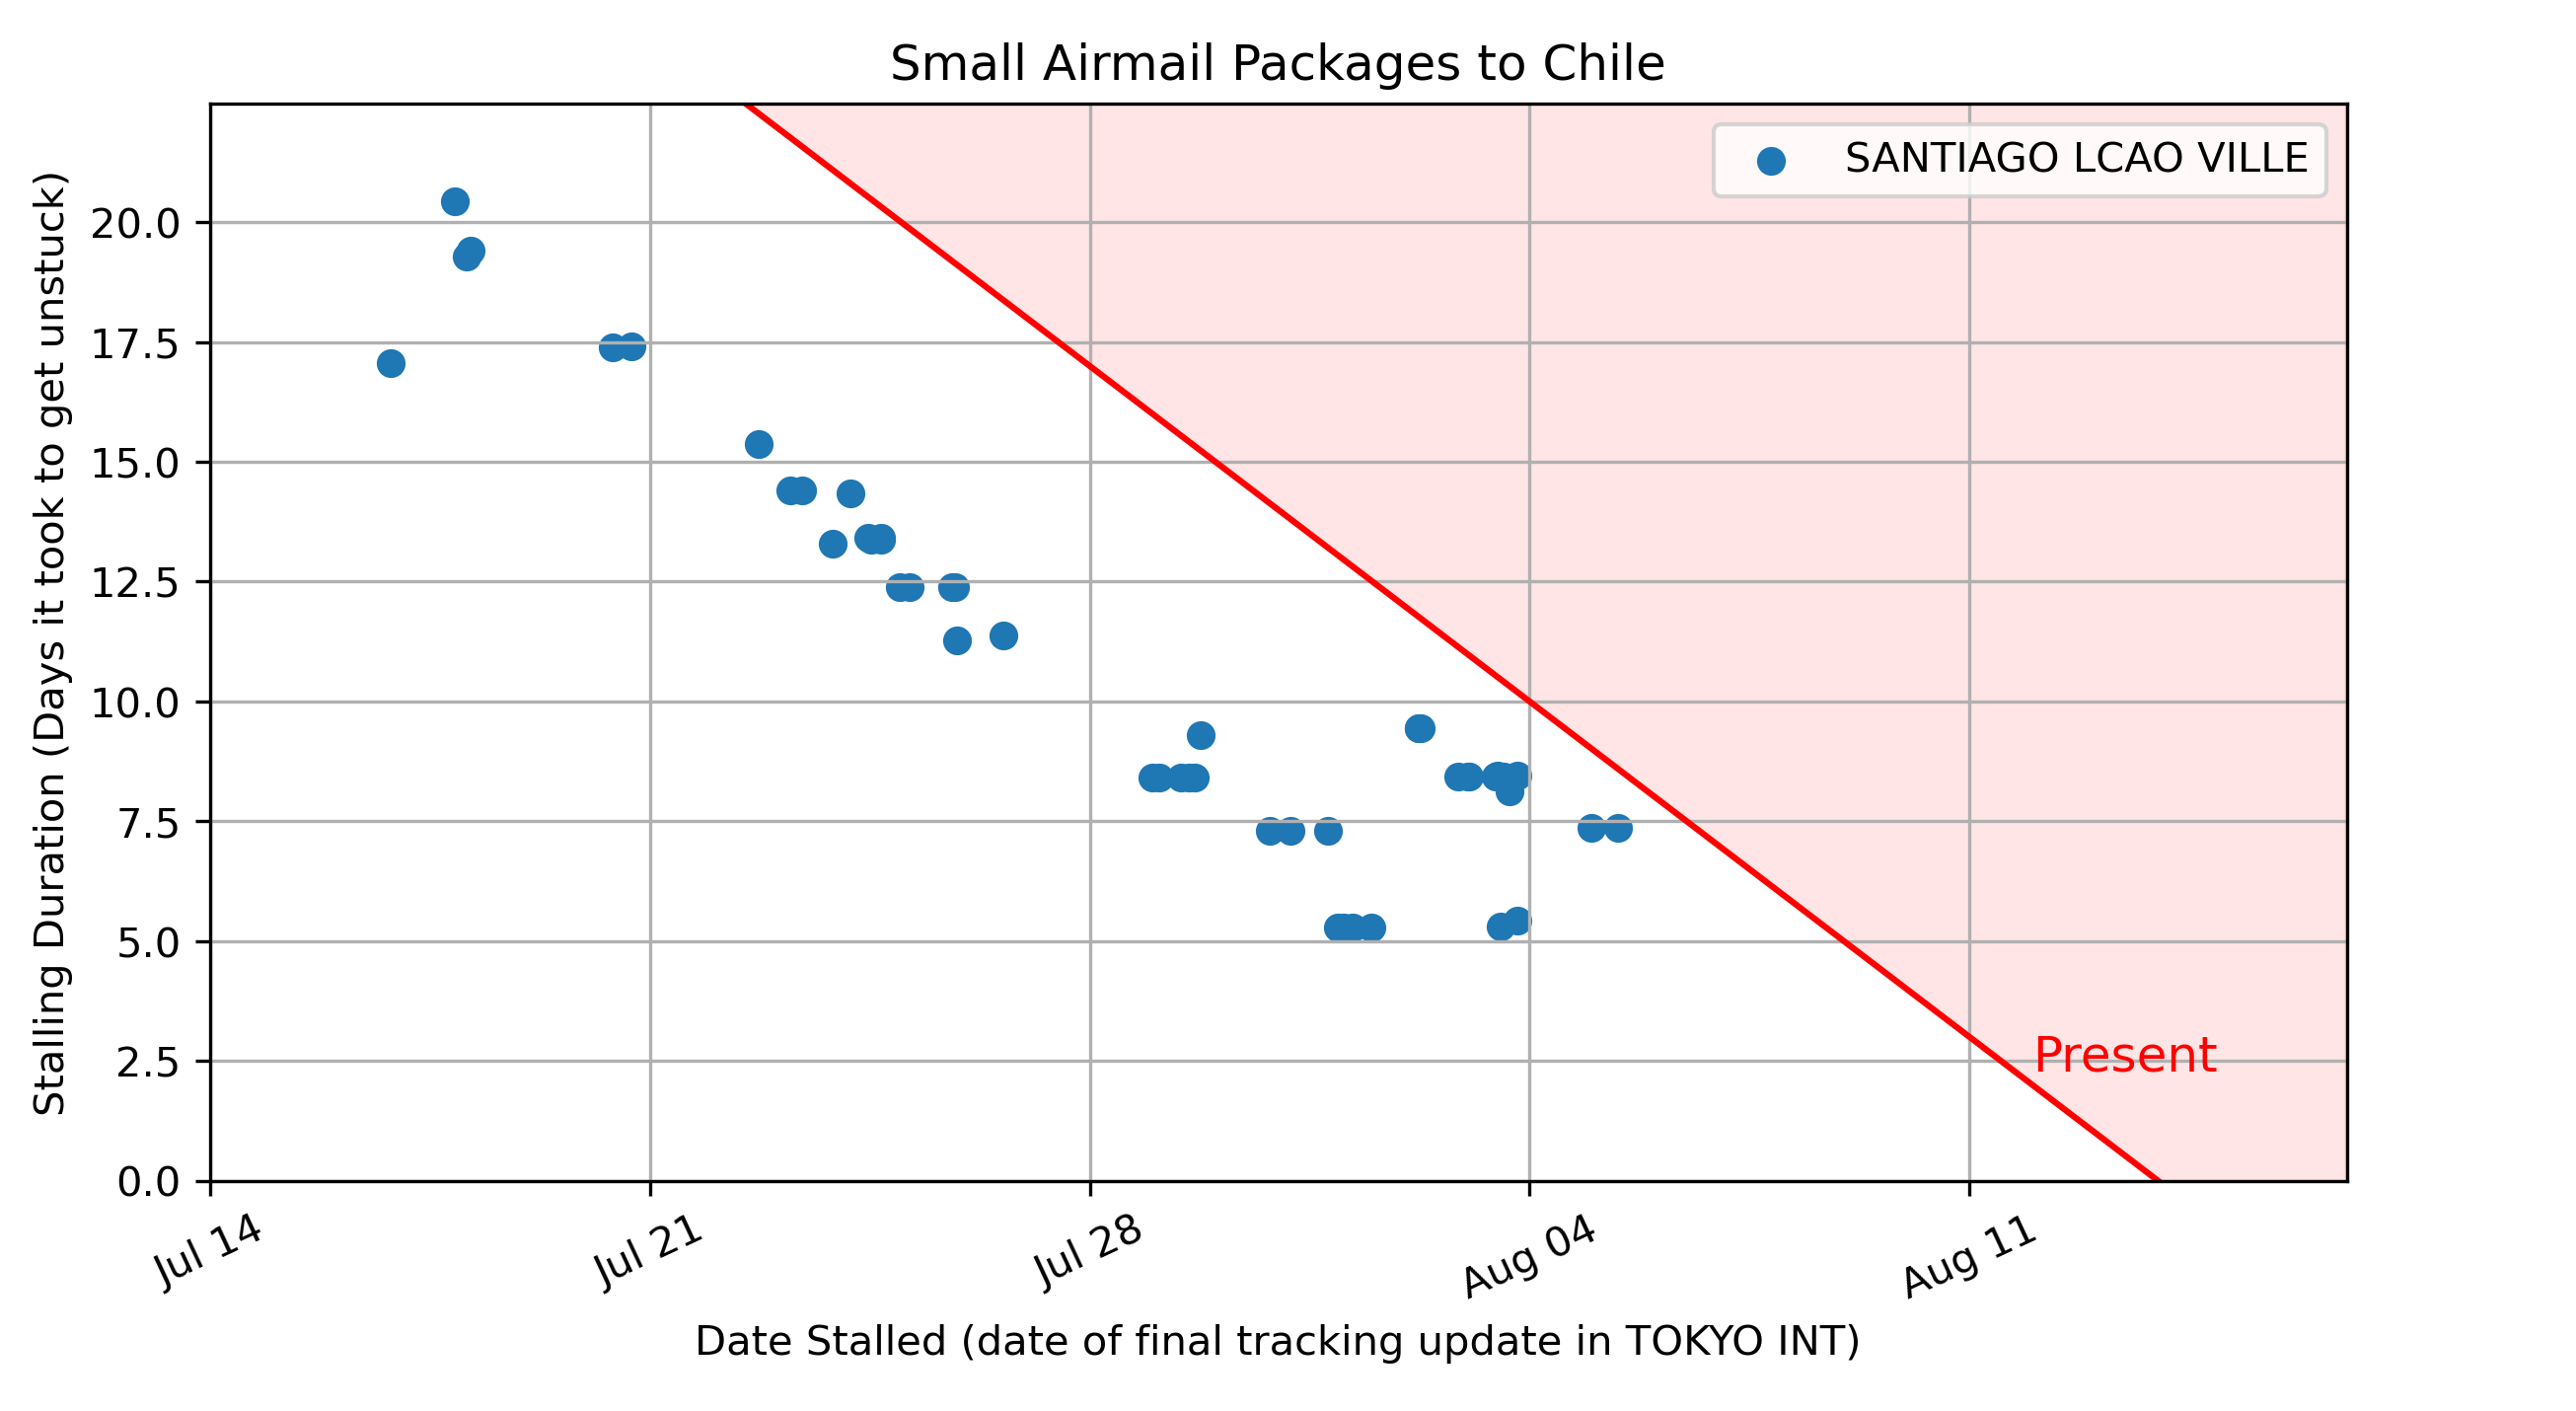 Small Airmail Packages to Chile
SANTIAGO LCAO VILLE
Stalling Duration (Days it took to get unstuck)
20.0
17.5
15.0
12.5
10.0
7.5
5.0
2.5
0.0
Present
Jul 14
Jul 21
Jul 28
Aug 04
Aug 11
Date Stalled (date of final tracking update in TOKYO INT)